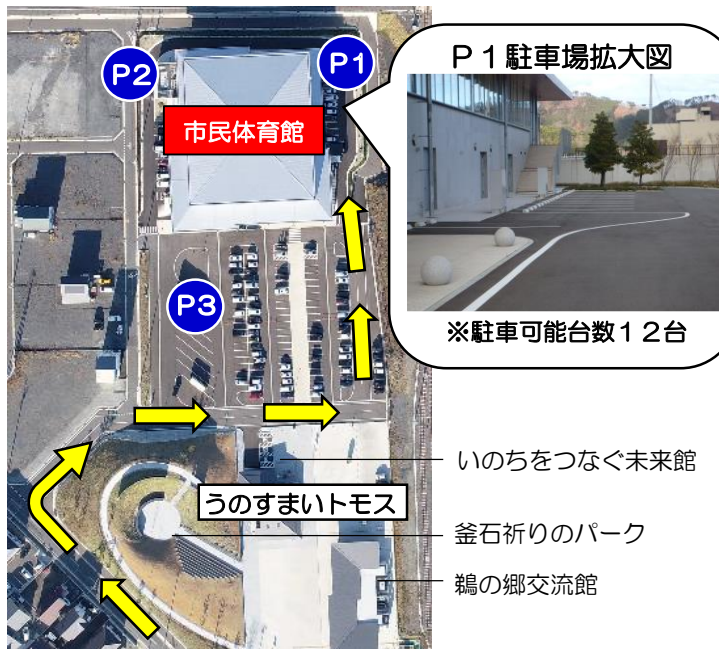 P2
P1
P1駐車場拡大図
市民体育館
P3
※駐車可能台数12台
いのちをつなぐ未来館
うのすまいトモス
釜石祈りのパーク
鵜の郷交流館